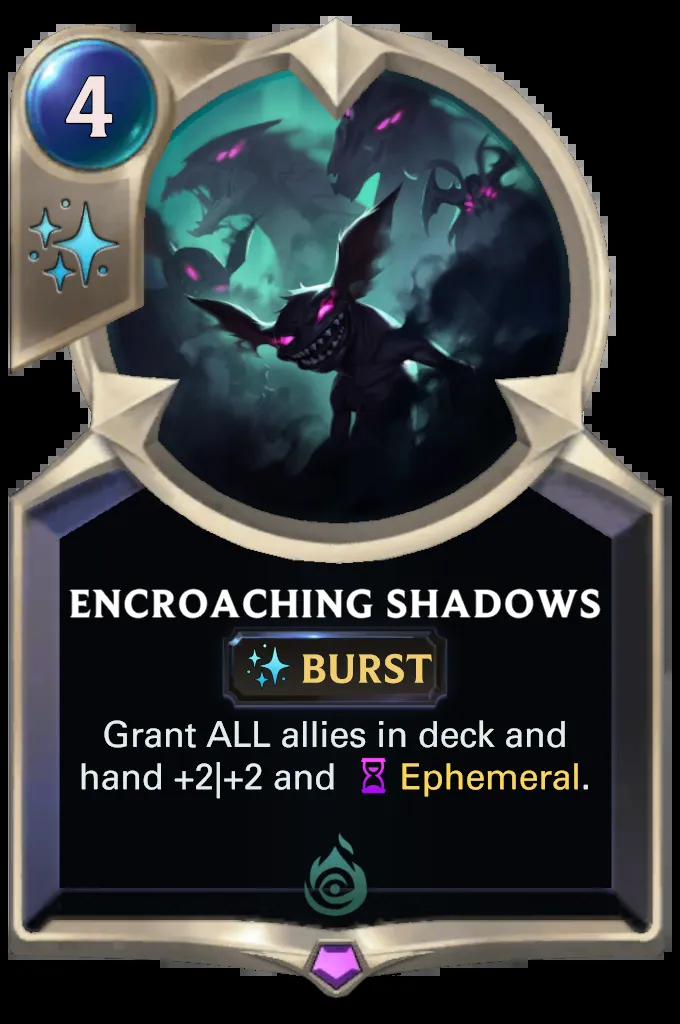 4
ENCROACHING SHADOWS
BURST
Grant ALL allies in deck and
hand +2|+2 and Ephemeral.